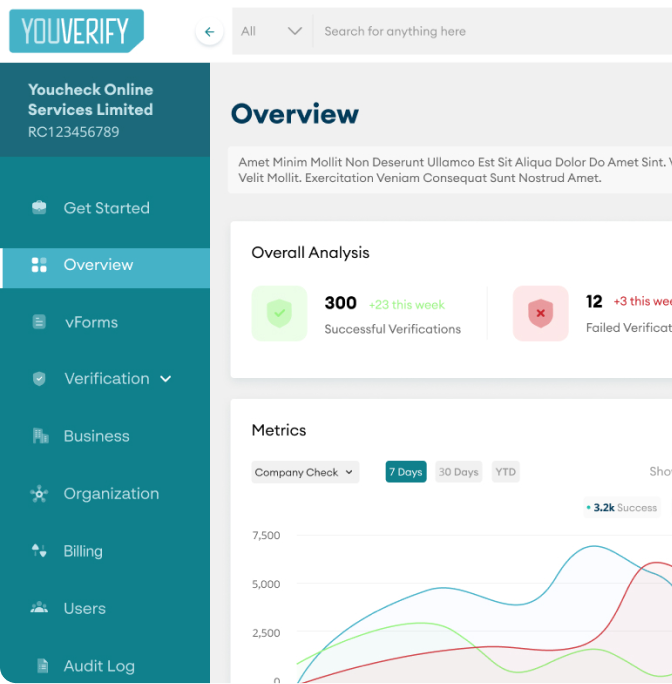 YOUVERIFY
All
Search for anything here
Youcheck Online
Services Limited
RC123456789
Get Started
Overview
vForms
Verification
Business
Organization
Billing
Users
Audit Log
Overview
Amet Minim Mollit Non Deserunt Ullamco Est Sit Aliqua Dolor Do Amet Sint. V
Velit Mollit. Exercitation Veniam Consequat Sunt Nostrud Amet.
Overall Analysis
300 +23 this week
Successful Verifications
12 +3 this wee
Failed Verificat
Metrics
Company Check
7 Days
30 Days
YTD
Sho
• 3.2k Success
7,500
5,000
2,500
0